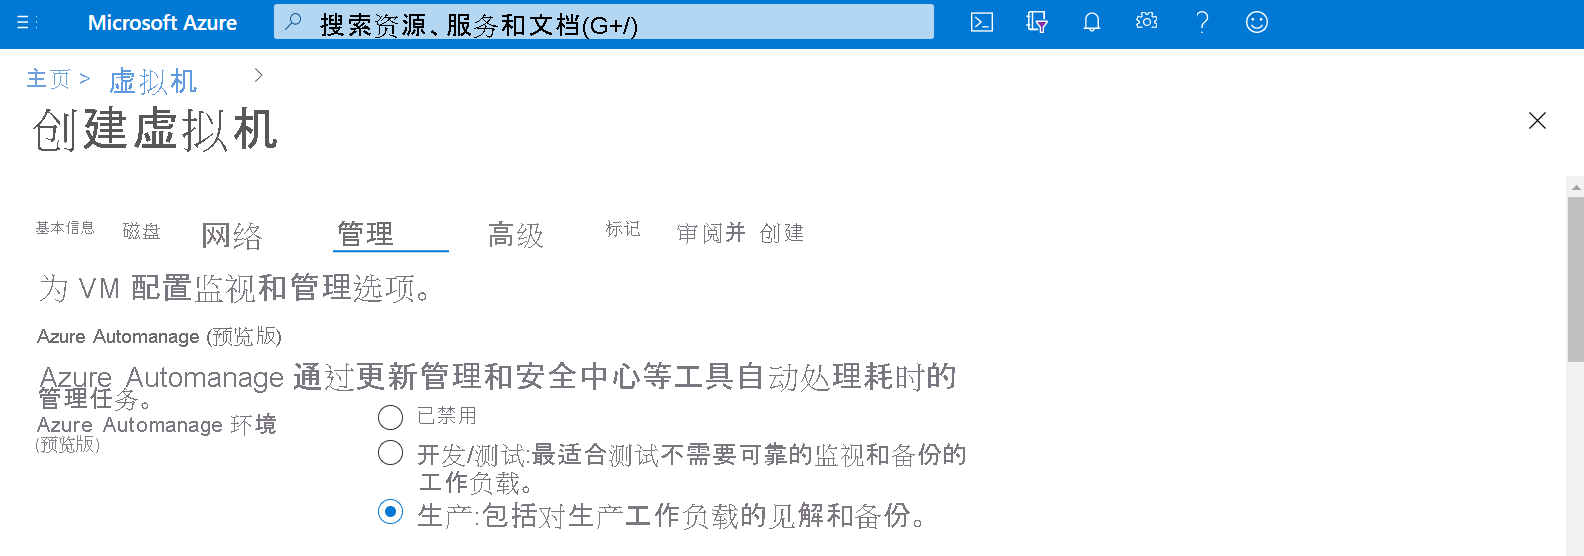 Microsoft Azure 搜索资源、服务和文档(G+/)
主页 > 虚拟机 >
创建虚拟机
基本信息 磁盘 网络 管理 高级 标记 审阅并 创建
为 VM 配置监视和管理选项。
Azure Automanage (预览版)
Azure Automanage 通过更新管理和安全中心等工具自动处理耗时的
管理任务。
Azure Automanage 环境
(预览版)
已禁用
开发/测试:最适合测试不需要可靠的监视和备份的
工作负载。
生产:包括对生产工作负载的见解和备份。